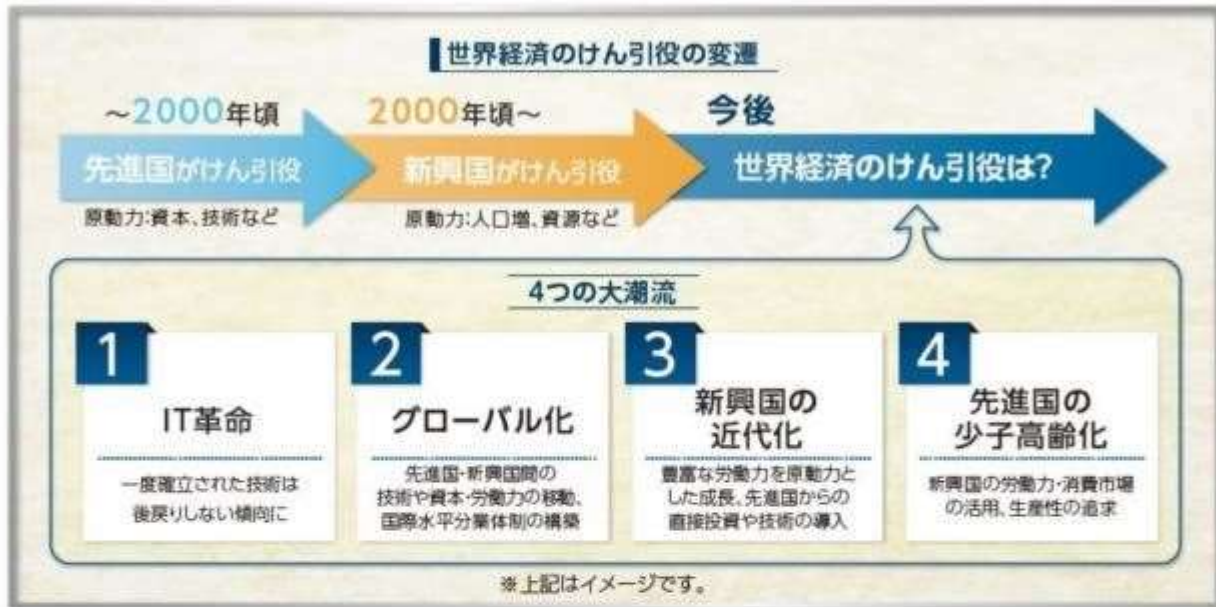 世界経済のけん引役の変遷
～2000年頃
2000年頃～
今後
先進国がけん引役
新興国がけん引役
世界経済のけん引役は?
原動力:資本、技術など
原動力:人口増、資源など
4つの大潮流
1
IT革命
一度確立された技術は
後戻りしない傾向に
2
グローバル化
先進国・新興国間の
技術や資本・労働力の移動、
国際水平分業体制の構築
3
新興国の
近代化
豊富な労働力を原動力と
した成長、先進国からの
直接投資や技術の導入
4
先進国の
少子高齢化
新興国の労働力・消費市場
の活用、生産性の追求
※上記はイメージです。